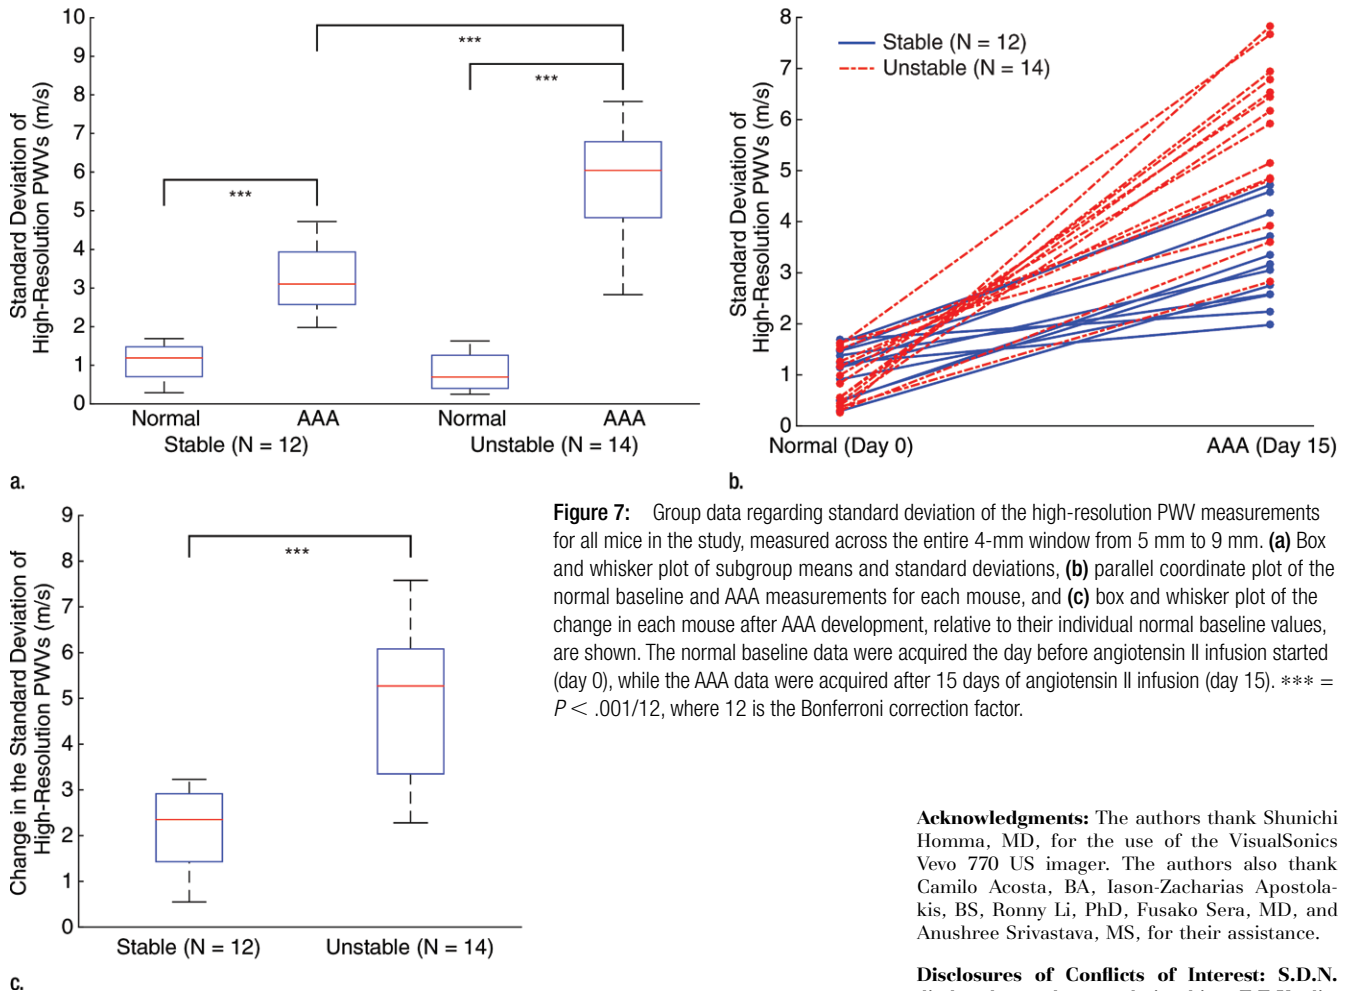 10
9
8
7
6
5
4
3
2
1
0
Standard Deviation of
High-Resolution PWVs (m/s)
***
***
***
Normal
AAA
Normal
AAA
Stable (N = 12)
Unstable (N = 14)
a.
8
7
6
5
4
3
2
1
0
Standard Deviation of
High-Resolution PWVs (m/s)
Stable (N = 12)
Unstable (N = 14)
Normal (Day 0)
AAA (Day 15)
b.
9
8
7
6
5
4
3
2
1
0
Change in the Standard Deviation of
High-Resolution PWVs (m/s)
***
Stable (N = 12)
Unstable (N = 14)
c.
Figure 7: Group data regarding standard deviation of the high-resolution PWV measurements
for all mice in the study, measured across the entire 4-mm window from 5 mm to 9 mm. (a) Box
and whisker plot of subgroup means and standard deviations, (b) parallel coordinate plot of the
normal baseline and AAA measurements for each mouse, and (c) box and whisker plot of the
change in each mouse after AAA development, relative to their individual normal baseline values,
are shown. The normal baseline data were acquired the day before angiotensin II infusion started
(day 0), while the AAA data were acquired after 15 days of angiotensin II infusion (day 15). *** =
P < .001/12, where 12 is the Bonferroni correction factor.
Acknowledgments: The authors thank Shunichi
Homma, MD, for the use of the VisualSonics
Vevo 770 US imager. The authors also thank
Camilo Acosta, BA, Iason-Zacharias Apostola-
kis, BS, Ronny Li, PhD, Fusako Sera, MD, and
Anushree Srivastava, MS, for their assistance.
Disclosures of Conflicts of Interest: S.D.N.